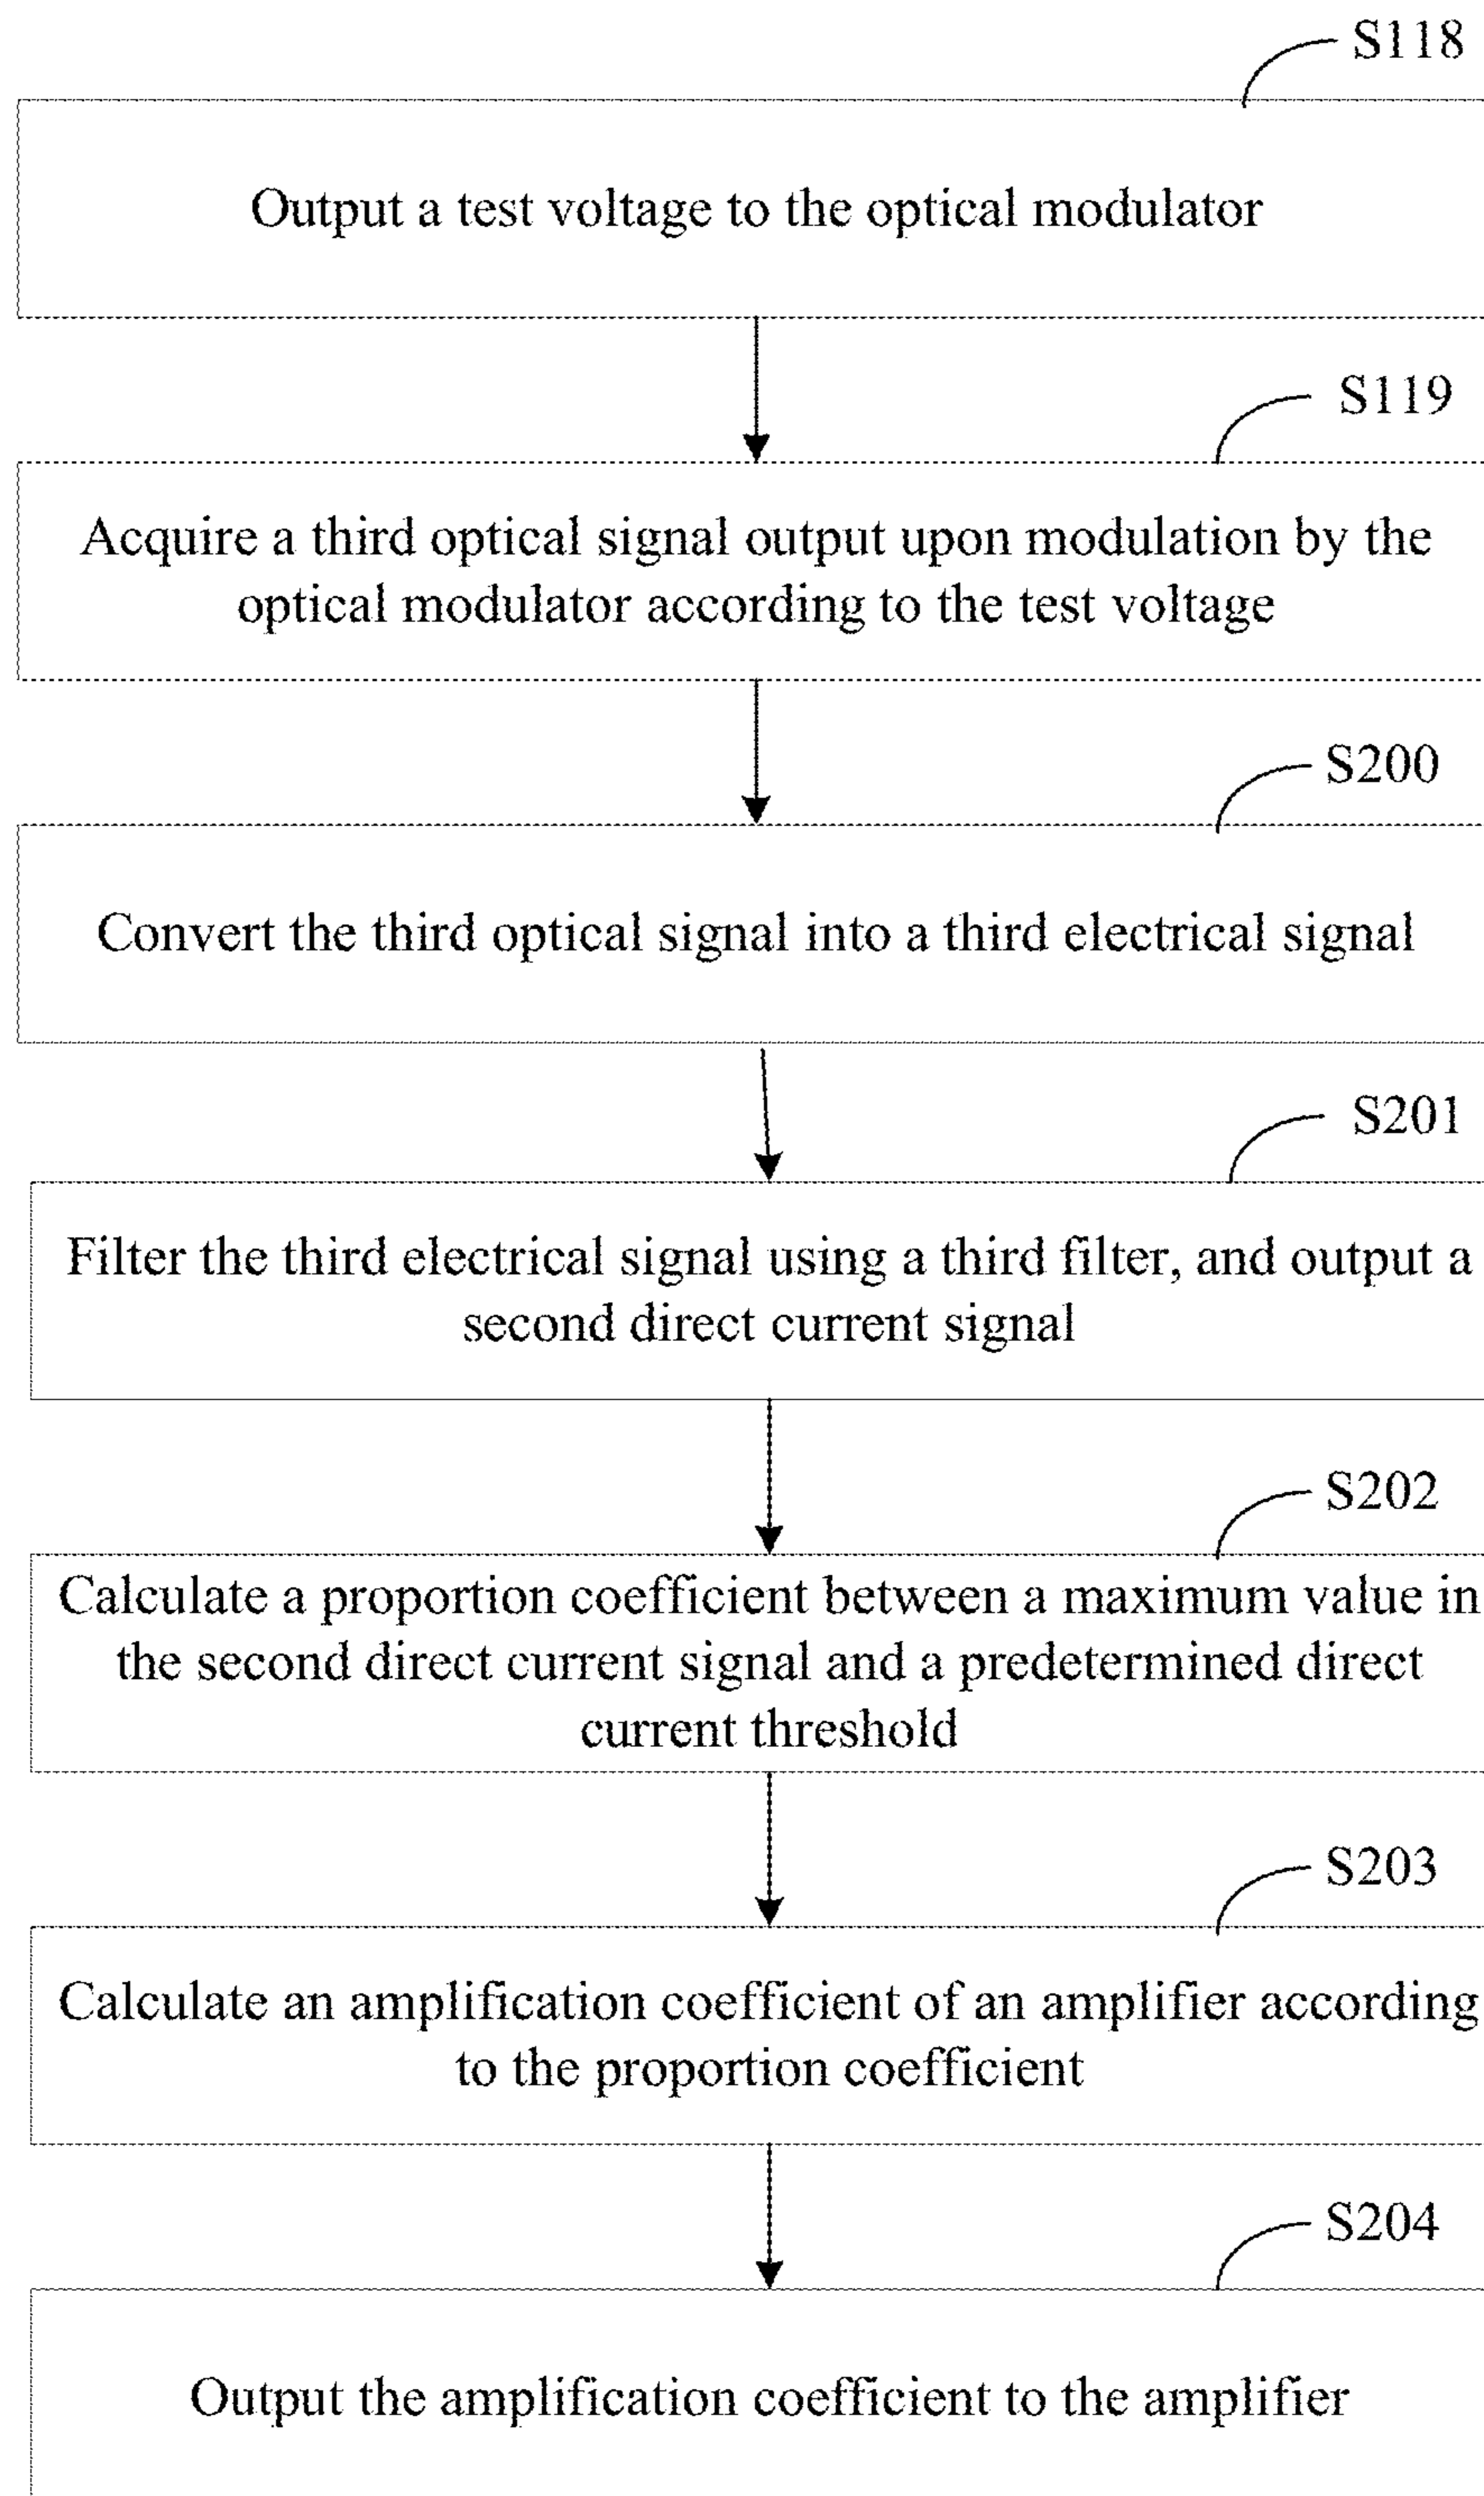 S118
Output a test voltage to the optical modulator
S119
Acquire a third optical signal output upon modulation by the
optical modulator according to the test voltage
S200
Convert the third optical signal into a third electrical signal
S201
Filter the third electrical signal using a third filter, and output a
second direct current signal
S202
Calculate a proportion coefficient between a maximum value in
the second direct current signal and a predetermined direct
current threshold
S203
Calculate an amplification coefficient of an amplifier according
to the proportion coefficient
S204
Output the amplification coefficient to the amplifier